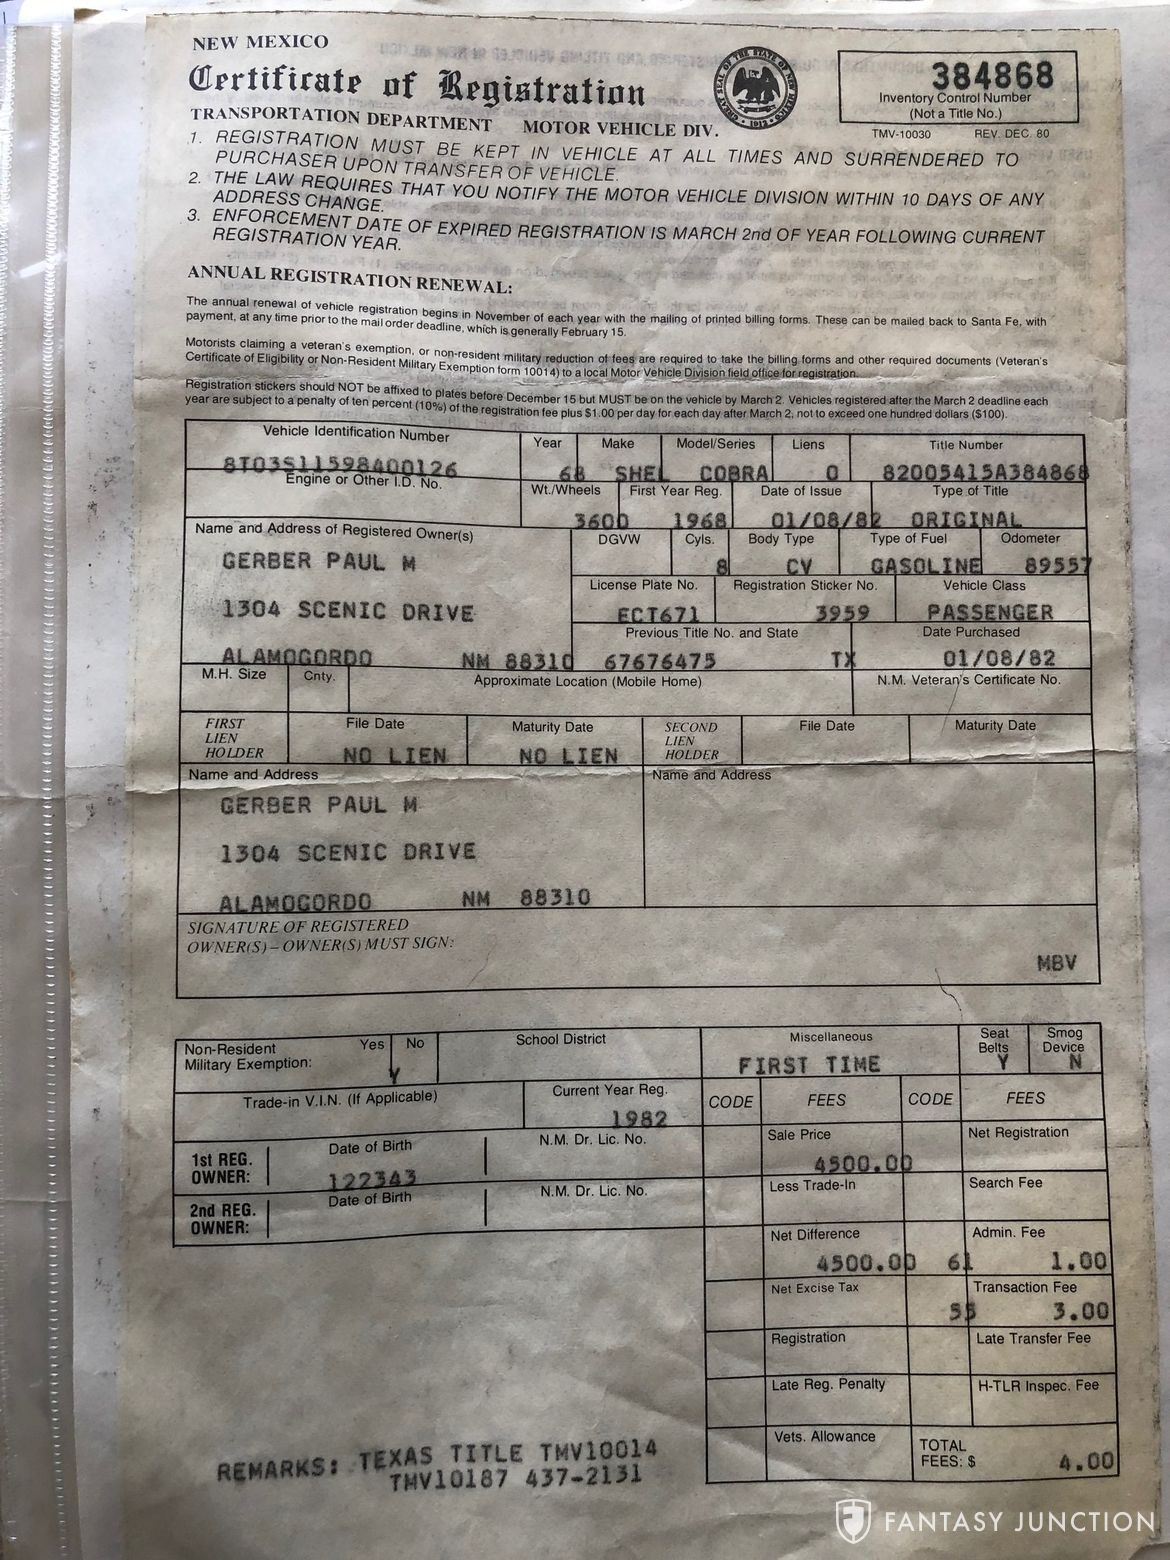 NEW MEXICO
Certificate of Registration
TRANSPORTATION DEPARTMENT MOTOR VEHICLE DIV.
GREAT SEAL OF THE STATE OF NEW MEXICO
1912
384868
Inventory Control Number
(Not a Title No.)
TMV-10030 REV. DEC. 80
1. REGISTRATION MUST BE KEPT IN VEHICLE AT ALL TIMES AND SURRENDERED TO
PURCHASER UPON TRANSFER OF VEHICLE.
2. THE LAW REQUIRES THAT YOU NOTIFY THE MOTOR VEHICLE DIVISION WITHIN 10 DAYS OF ANY
ADDRESS CHANGE.
3. ENFORCEMENT DATE OF EXPIRED REGISTRATION IS MARCH 2nd OF YEAR FOLLOWING CURRENT
REGISTRATION YEAR.
ANNUAL REGISTRATION RENEWAL:
The annual renewal of vehicle registration begins in November of each year with the mailing of printed billing forms. These can be mailed back to Santa Fe, with
payment, at any time prior to the mail order deadline, which is generally February 15.
Motorists claiming a veteran's exemption, or non-resident military reduction of fees are required to take the billing forms and other required documents (Veteran's
Certificate of Eligibility or Non-Resident Military Exemption form 10014) to a local Motor Vehicle Division field office for registration.
Registration stickers should NOT be affixed to plates before December 15 but MUST be on the vehicle by March 2. Vehicles registered after the March 2 deadline each
year are subject to a penalty of ten percent (10%) of the registration fee plus $1.00 per day for each day after March 2, not to exceed one hundred dollars ($100).
Vehicle Identification Number Year Make Model/Series Liens Title Number
8T03S11598400126 68 SHEL COBRA 0 82005415A384868
Engine or Other I.D. No. Wt./Wheels First Year Reg. Date of Issue Type of Title
3600 1968 01/08/82 ORIGINAL
Name and Address of Registered Owner(s) DGVW Cyls. Body Type Type of Fuel Odometer
GERBER PAUL M 8 CV GASOLINE 89557
License Plate No. Registration Sticker No. Vehicle Class
1304 SCENIC DRIVE ECT671 3959 PASSENGER
Previous Title No. and State Date Purchased
ALAMOGORDO NM 88310 67676475 TX 01/08/82
M.H. Size Cnty. Approximate Location (Mobile Home) N.M. Veteran's Certificate No.
FIRST LIEN HOLDER File Date Maturity Date SECOND LIEN HOLDER File Date Maturity Date
NO LIEN NO LIEN
Name and Address Name and Address
GERBER PAUL M
1304 SCENIC DRIVE
ALAMOGORDO NM 88310
SIGNATURE OF REGISTERED
OWNER(S) – OWNER(S) MUST SIGN:
MBV
Non-Resident Military Exemption: Yes No School District Miscellaneous Seat Belts Smog Device
Y FIRST TIME Y N
Trade-in V.I.N. (If Applicable) Current Year Reg. CODE FEES CODE FEES
1982
1st REG. OWNER: Date of Birth N.M. Dr. Lic. No. Sale Price Net Registration
122343 4500.00
2nd REG. OWNER: Date of Birth N.M. Dr. Lic. No. Less Trade-In Search Fee
Net Difference Admin. Fee
4500.00 61 1.00
Net Excise Tax Transaction Fee
55 3.00
Registration Late Transfer Fee
Late Reg. Penalty H-TLR Inspec. Fee
Vets. Allowance TOTAL
FEES: $ 4.00
REMARKS: TEXAS TITLE TMV10014
TMV10187 437-2131
FANTASY JUNCTION